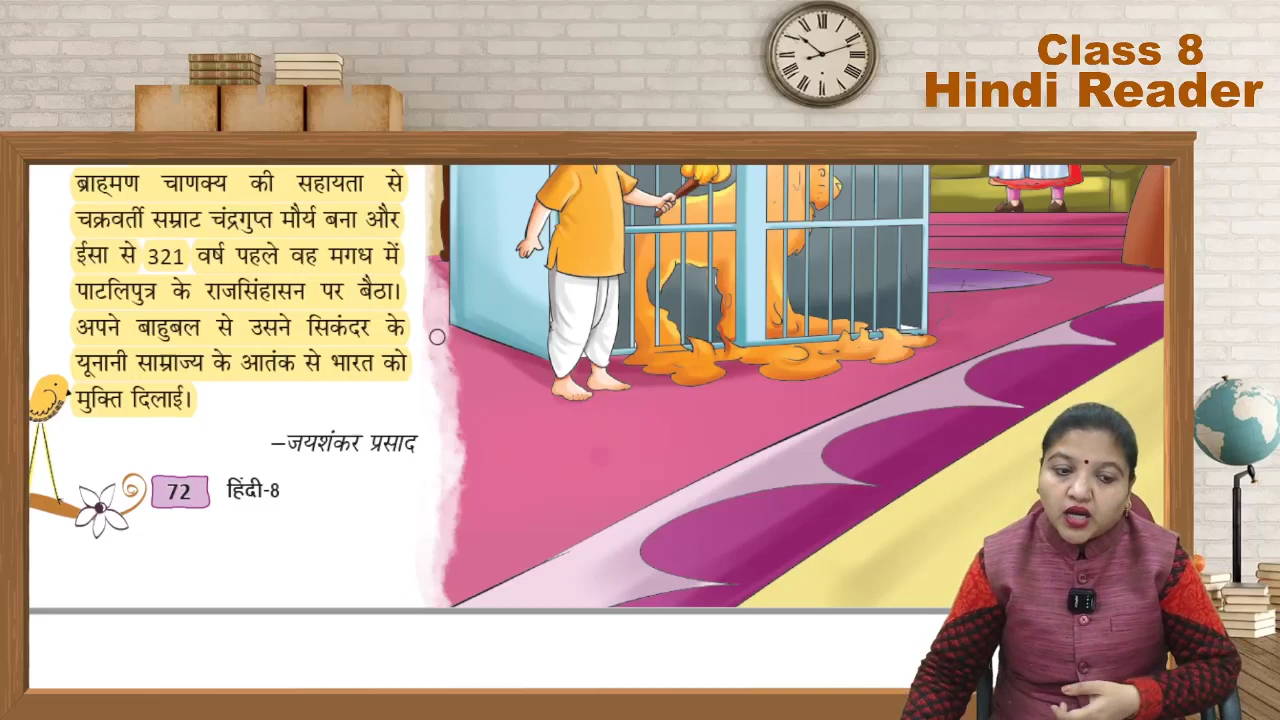 Class 8
Hindi Reader
ब्राह्मण चाणक्य की सहायता से
चक्रवर्ती सम्राट चंद्रगुप्त मौर्य बना और
ईसा से 321 वर्ष पहले वह मगध में
पाटलिपुत्र के राजसिंहासन पर बैठा।
अपने बाहुबल से उसने सिकंदर के
यूनानी साम्राज्य के आतंक से भारत को
मुक्ति दिलाई।
–जयशंकर प्रसाद
72 हिंदी-8